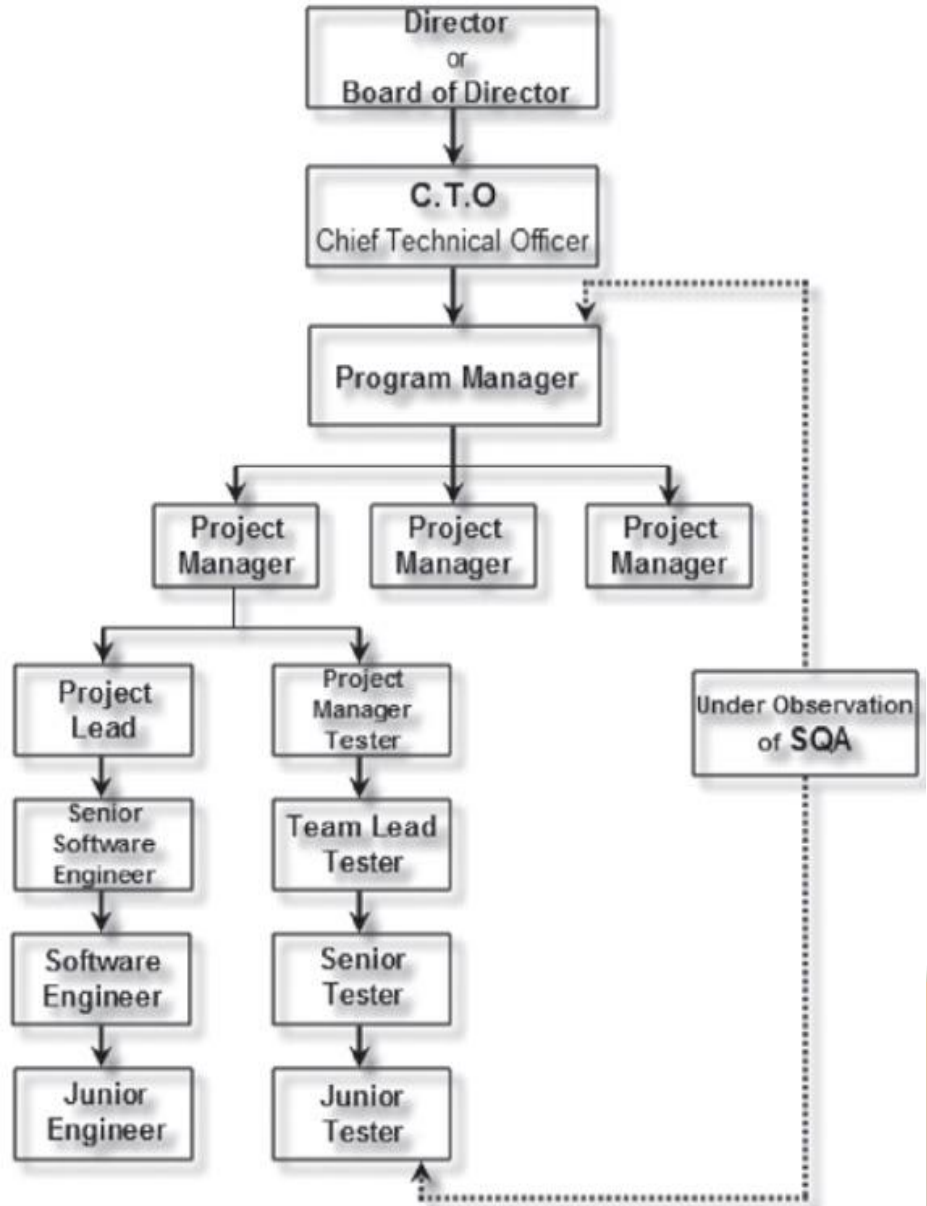 Director
or
Board of Director
C.T.O
Chief Technical Officer
Program Manager
Project
Manager
Project
Manager
Project
Manager
Project
Lead
Project
Manager
Tester
Under Observation
of SQA
Senior
Software
Engineer
Team Lead
Tester
Software
Engineer
Senior
Tester
Junior
Engineer
Junior
Tester